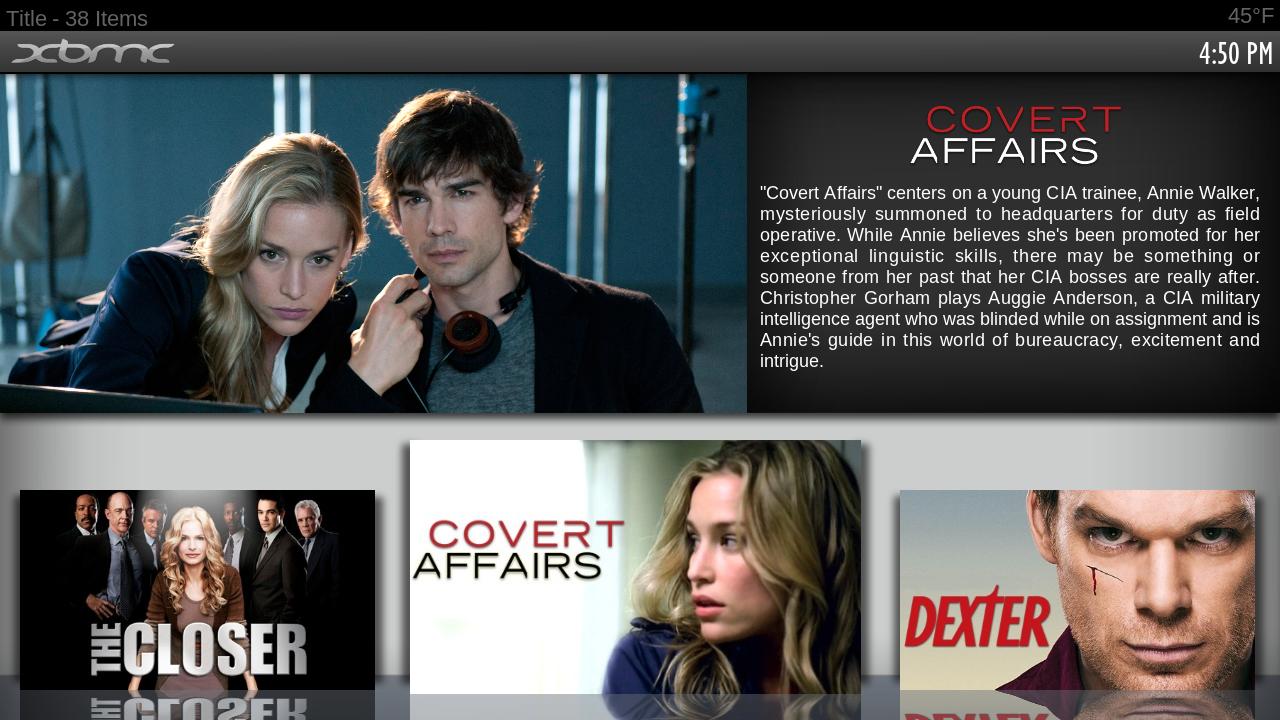 Title - 38 Items
45°F
xbmc
4:50 PM
COVERT
AFFAIRS
"Covert Affairs" centers on a young CIA trainee, Annie Walker,
mysteriously summoned to headquarters for duty as field
operative. While Annie believes she's been promoted for her
exceptional linguistic skills, there may be something or
someone from her past that her CIA bosses are really after.
Christopher Gorham plays Auggie Anderson, a CIA military
intelligence agent who was blinded while on assignment and is
Annie's guide in this world of bureaucracy, excitement and
intrigue.
THE CLOSER
COVERT
AFFAIRS
DEXTER